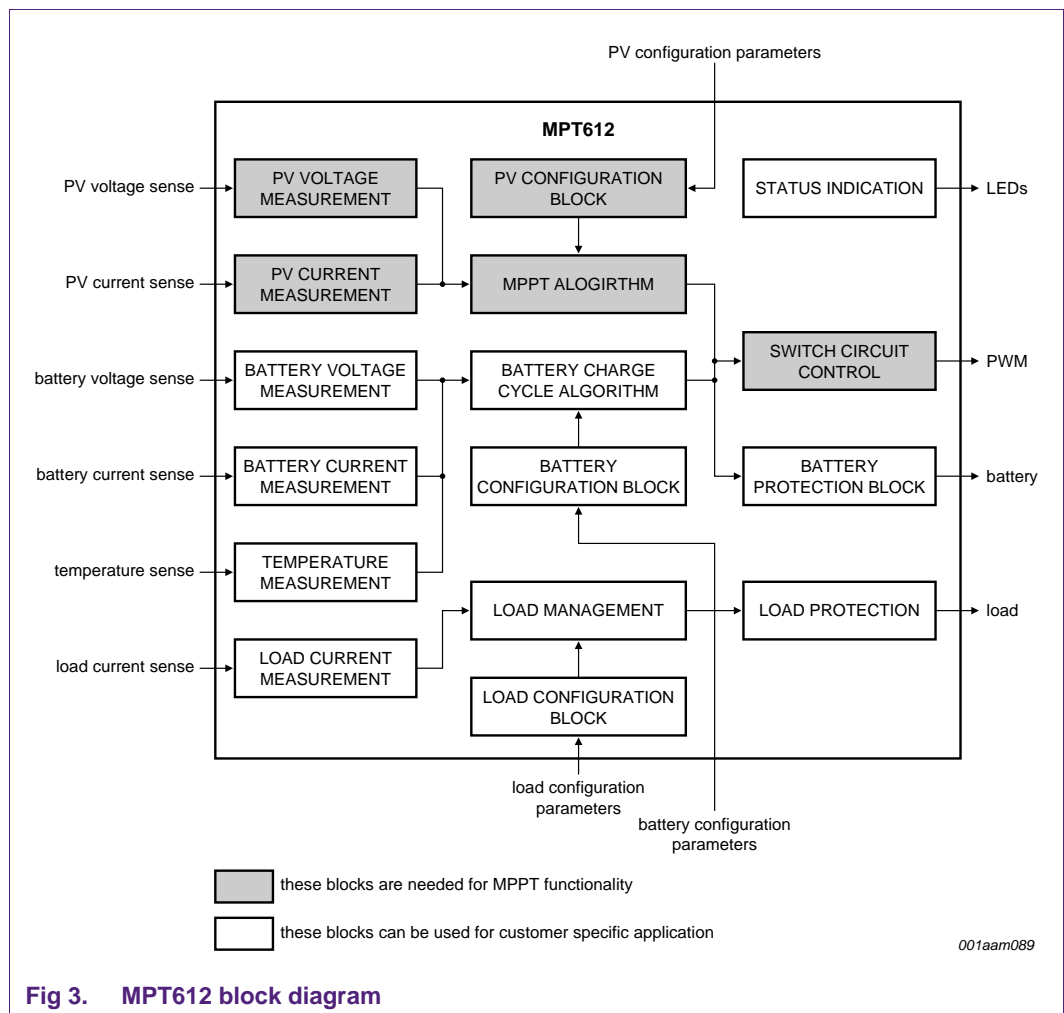 PV configuration parameters
MPT612
PV voltage sense
PV VOLTAGE
MEASUREMENT
PV CONFIGURATION
BLOCK
STATUS INDICATION
LEDs
PV current sense
PV CURRENT
MEASUREMENT
MPPT ALOGIRTHM
battery voltage sense
BATTERY VOLTAGE
MEASUREMENT
BATTERY CHARGE
CYCLE ALGORITHM
SWITCH CIRCUIT
CONTROL
PWM
battery current sense
BATTERY CURRENT
MEASUREMENT
BATTERY
CONFIGURATION BLOCK
BATTERY
PROTECTION BLOCK
battery
temperature sense
TEMPERATURE
MEASUREMENT
LOAD MANAGEMENT
LOAD PROTECTION
load
load current sense
LOAD CURRENT
MEASUREMENT
LOAD CONFIGURATION
BLOCK
load configuration
parameters
battery configuration
parameters
these blocks are needed for MPPT functionality
these blocks can be used for customer specific application
001aam089
Fig 3. MPT612 block diagram